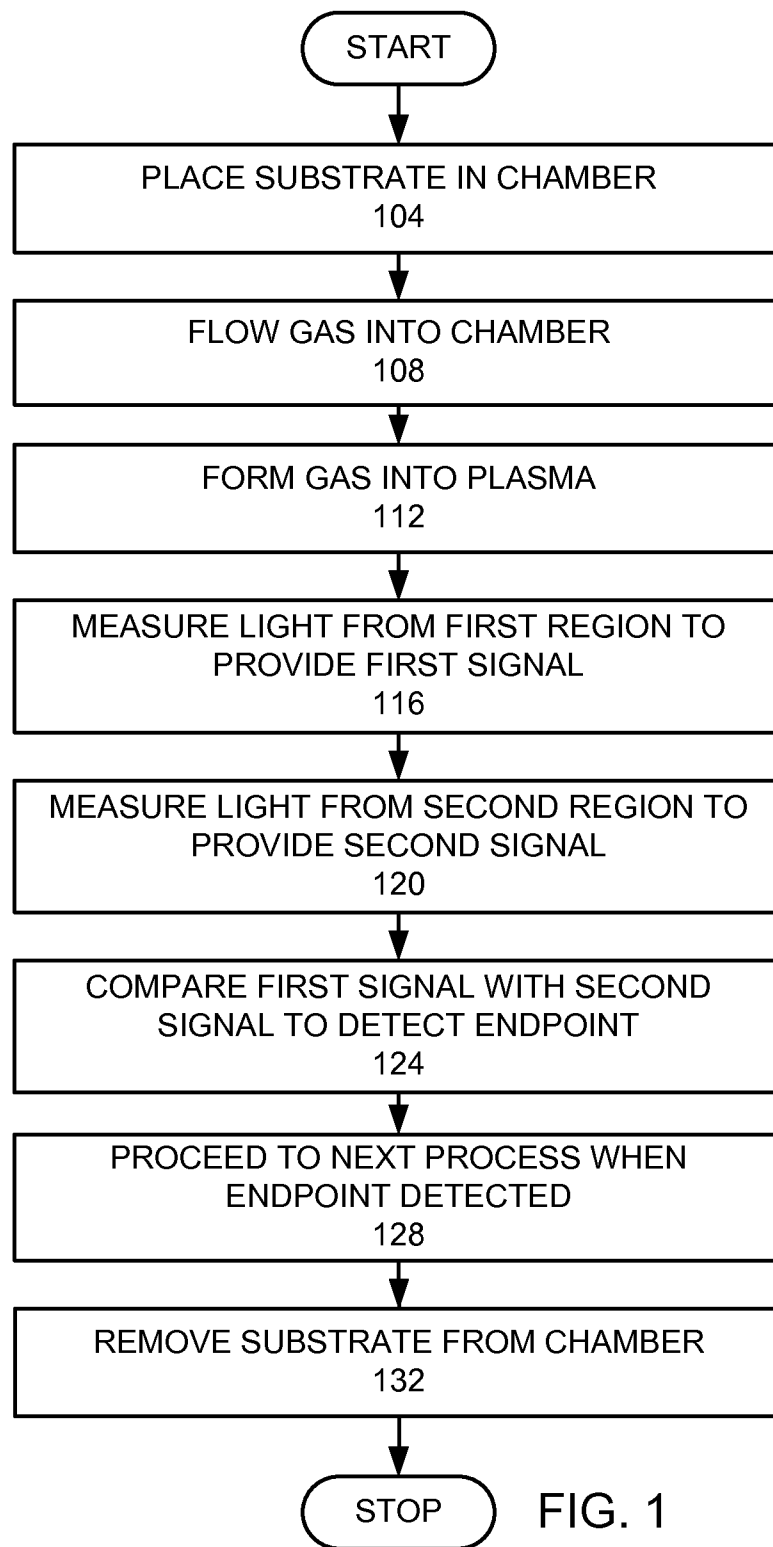 START
PLACE SUBSTRATE IN CHAMBER
104
FLOW GAS INTO CHAMBER
108
FORM GAS INTO PLASMA
112
MEASURE LIGHT FROM FIRST REGION TO
PROVIDE FIRST SIGNAL
116
MEASURE LIGHT FROM SECOND REGION TO
PROVIDE SECOND SIGNAL
120
COMPARE FIRST SIGNAL WITH SECOND
SIGNAL TO DETECT ENDPOINT
124
PROCEED TO NEXT PROCESS WHEN
ENDPOINT DETECTED
128
REMOVE SUBSTRATE FROM CHAMBER
132
STOP
FIG. 1